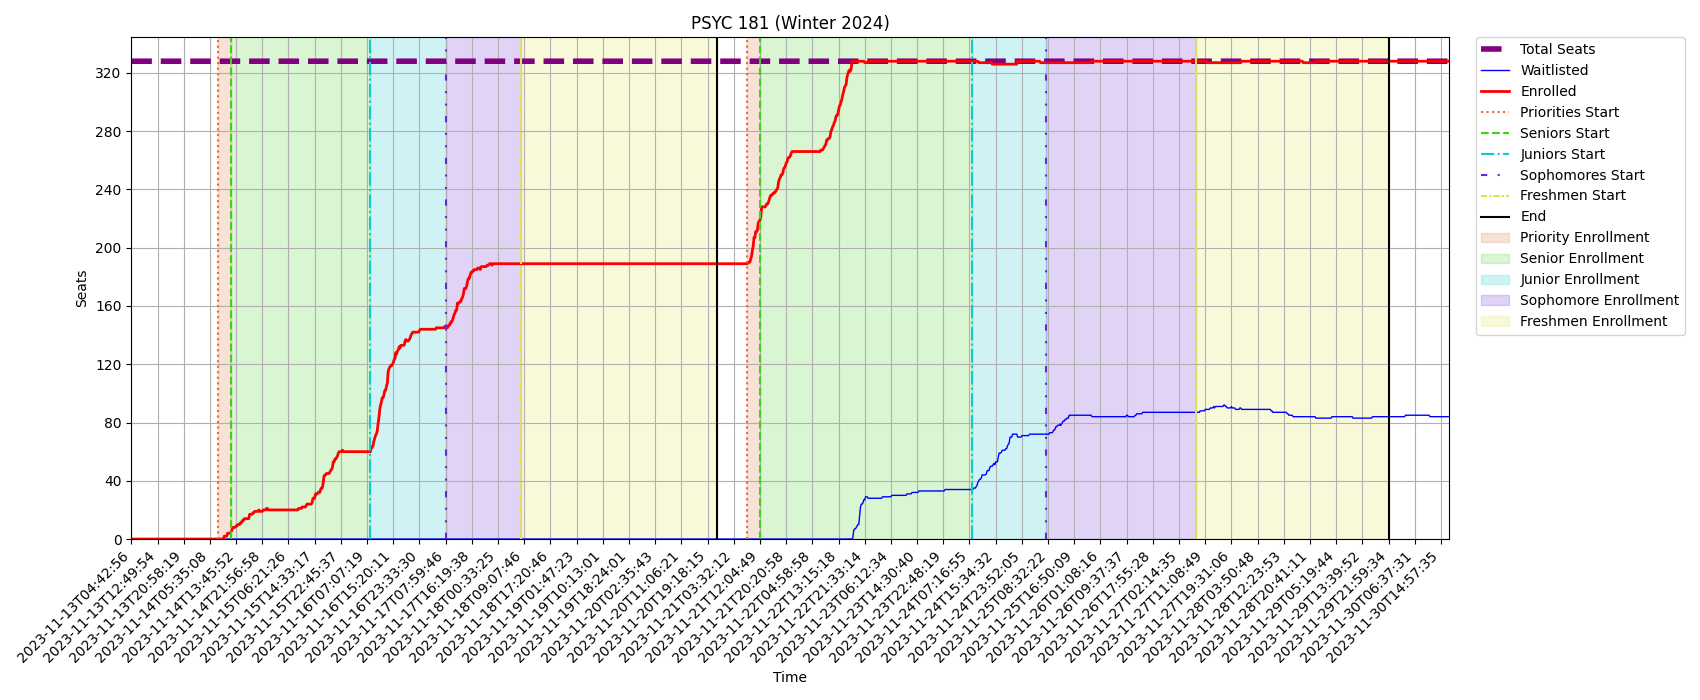 PSYC 181 (Winter 2024)
Seats
320
280
240
200
160
120
80
40
0
2023-11-13T04:42:56
2023-11-13T12:49:54
2023-11-13T20:58:19
2023-11-14T05:35:08
2023-11-14T13:45:52
2023-11-14T21:56:58
2023-11-15T06:21:26
2023-11-15T14:33:17
2023-11-15T22:45:37
2023-11-16T07:07:19
2023-11-16T15:20:11
2023-11-16T23:33:30
2023-11-17T07:59:46
2023-11-17T16:19:38
2023-11-18T00:33:25
2023-11-18T09:07:46
2023-11-18T17:20:46
2023-11-19T01:47:23
2023-11-19T10:13:01
2023-11-19T18:24:01
2023-11-20T02:35:43
2023-11-20T11:06:21
2023-11-20T19:18:15
2023-11-21T03:32:12
2023-11-21T12:04:49
2023-11-21T20:20:58
2023-11-22T04:58:58
2023-11-22T13:15:18
2023-11-22T21:33:14
2023-11-23T06:12:34
2023-11-23T14:30:40
2023-11-23T22:48:19
2023-11-24T07:16:55
2023-11-24T15:34:32
2023-11-24T23:52:05
2023-11-25T08:32:22
2023-11-25T16:50:09
2023-11-26T01:08:16
2023-11-26T09:37:37
2023-11-26T17:55:28
2023-11-27T02:14:35
2023-11-27T11:08:49
2023-11-27T19:31:06
2023-11-28T03:50:48
2023-11-28T12:23:53
2023-11-28T20:41:11
2023-11-29T05:19:44
2023-11-29T13:39:52
2023-11-29T21:59:34
2023-11-30T06:37:31
2023-11-30T14:57:35
Time
Total Seats
Waitlisted
Enrolled
Priorities Start
Seniors Start
Juniors Start
Sophomores Start
Freshmen Start
End
Priority Enrollment
Senior Enrollment
Junior Enrollment
Sophomore Enrollment
Freshmen Enrollment